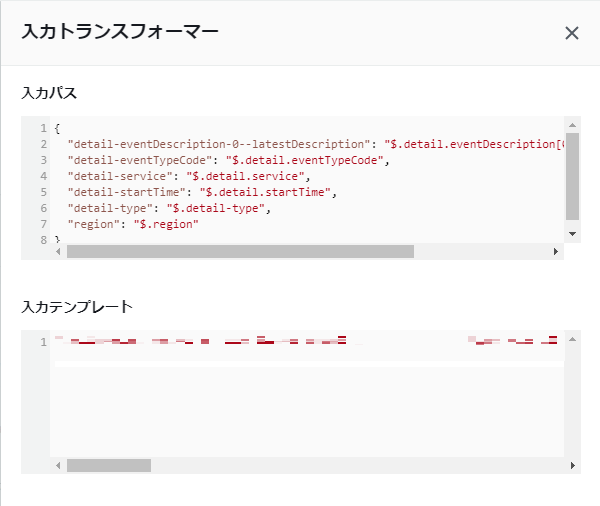 入力トランスフォーマー
入力パス
1 {
2 "detail-eventDescription-0--latestDescription": "$.detail.eventDescription[
3 "detail-eventTypeCode": "$.detail.eventTypeCode",
4 "detail-service": "$.detail.service",
5 "detail-startTime": "$.detail.startTime",
6 "detail-type": "$.detail-type",
7 "region": "$.region"
8 }
入力テンプレート
1